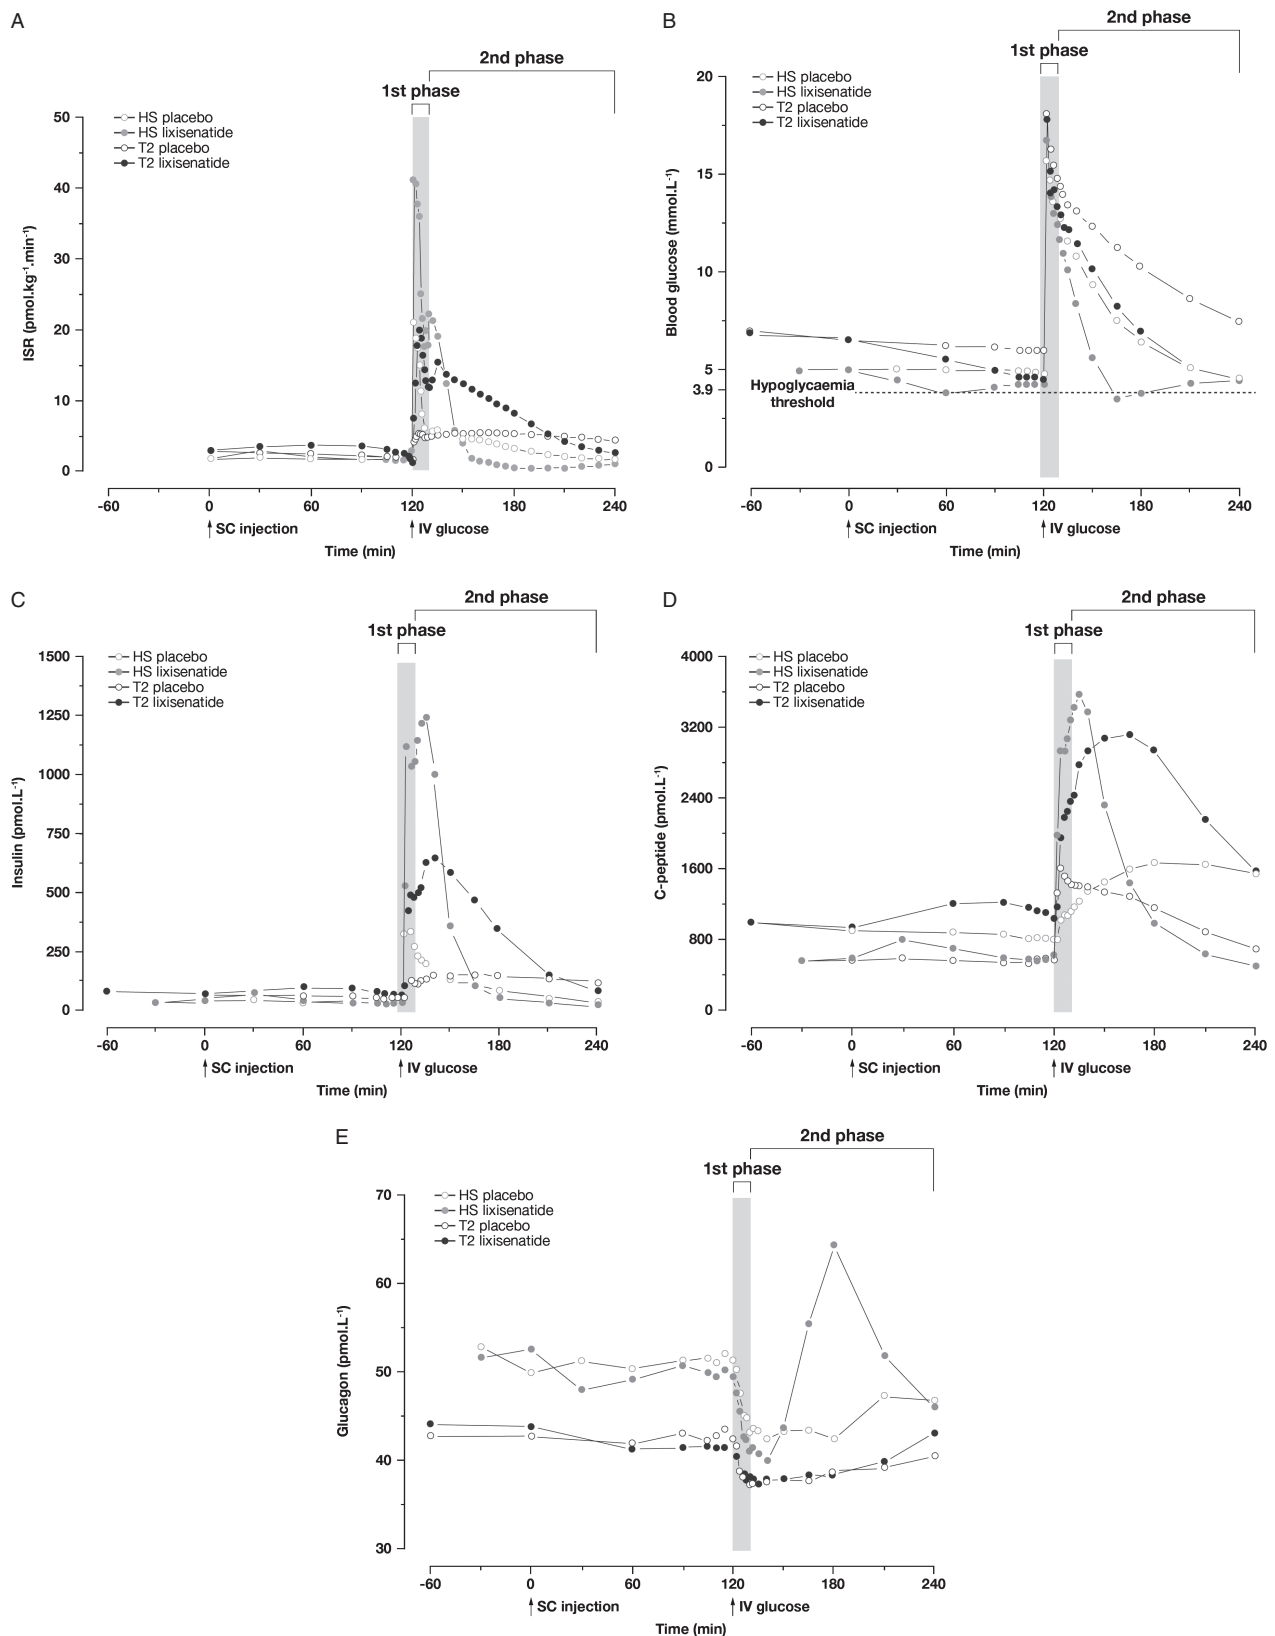 A
2nd phase
1st phase
HS placebo
HS lixisenatide
T2 placebo
T2 lixisenatide
50
40
30
20
10
0
ISR (pmol.kg⁻¹.min⁻¹)
-60 0 60 120 180 240
SC injection IV glucose
Time (min)
B
2nd phase
1st phase
HS placebo
HS lixisenatide
T2 placebo
T2 lixisenatide
20
15
10
5
3.9
0
Hypoglycaemia
threshold
Blood glucose (mmol.L⁻¹)
-60 0 60 120 180 240
SC injection IV glucose
Time (min)
C
2nd phase
1st phase
HS placebo
HS lixisenatide
T2 placebo
T2 lixisenatide
1500
1250
1000
750
500
250
0
Insulin (pmol.L⁻¹)
-60 0 60 120 180 240
SC injection IV glucose
Time (min)
D
2nd phase
1st phase
HS placebo
HS lixisenatide
T2 placebo
T2 lixisenatide
4000
3200
2400
1600
800
0
C-peptide (pmol.L⁻¹)
-60 0 60 120 180 240
SC injection IV glucose
Time (min)
E
2nd phase
1st phase
HS placebo
HS lixisenatide
T2 placebo
T2 lixisenatide
70
60
50
40
30
Glucagon (pmol.L⁻¹)
-60 0 60 120 180 240
SC injection IV glucose
Time (min)